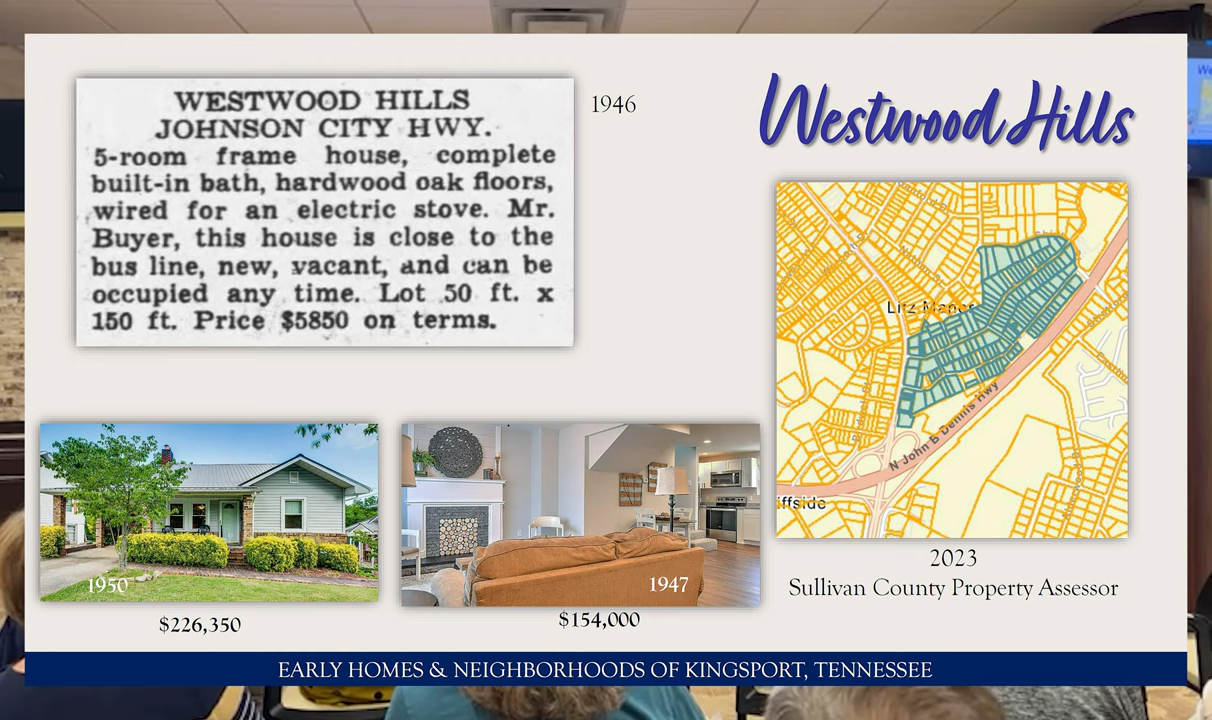 WESTWOOD HILLS
JOHNSON CITY HWY.
5-room frame house, complete
built-in bath, hardwood oak floors,
wired for an electric stove. Mr.
Buyer, this house is close to the
bus line, new, vacant, and can be
occupied any time. Lot 50 ft. x
150 ft. Price $5850 on terms.
1946
Westwood Hills
Litz Manor
N John B Dennis Hwy
iffside
2023
Sullivan County Property Assessor
1950
$226,350
1947
$154,000
EARLY HOMES & NEIGHBORHOODS OF KINGSPORT, TENNESSEE